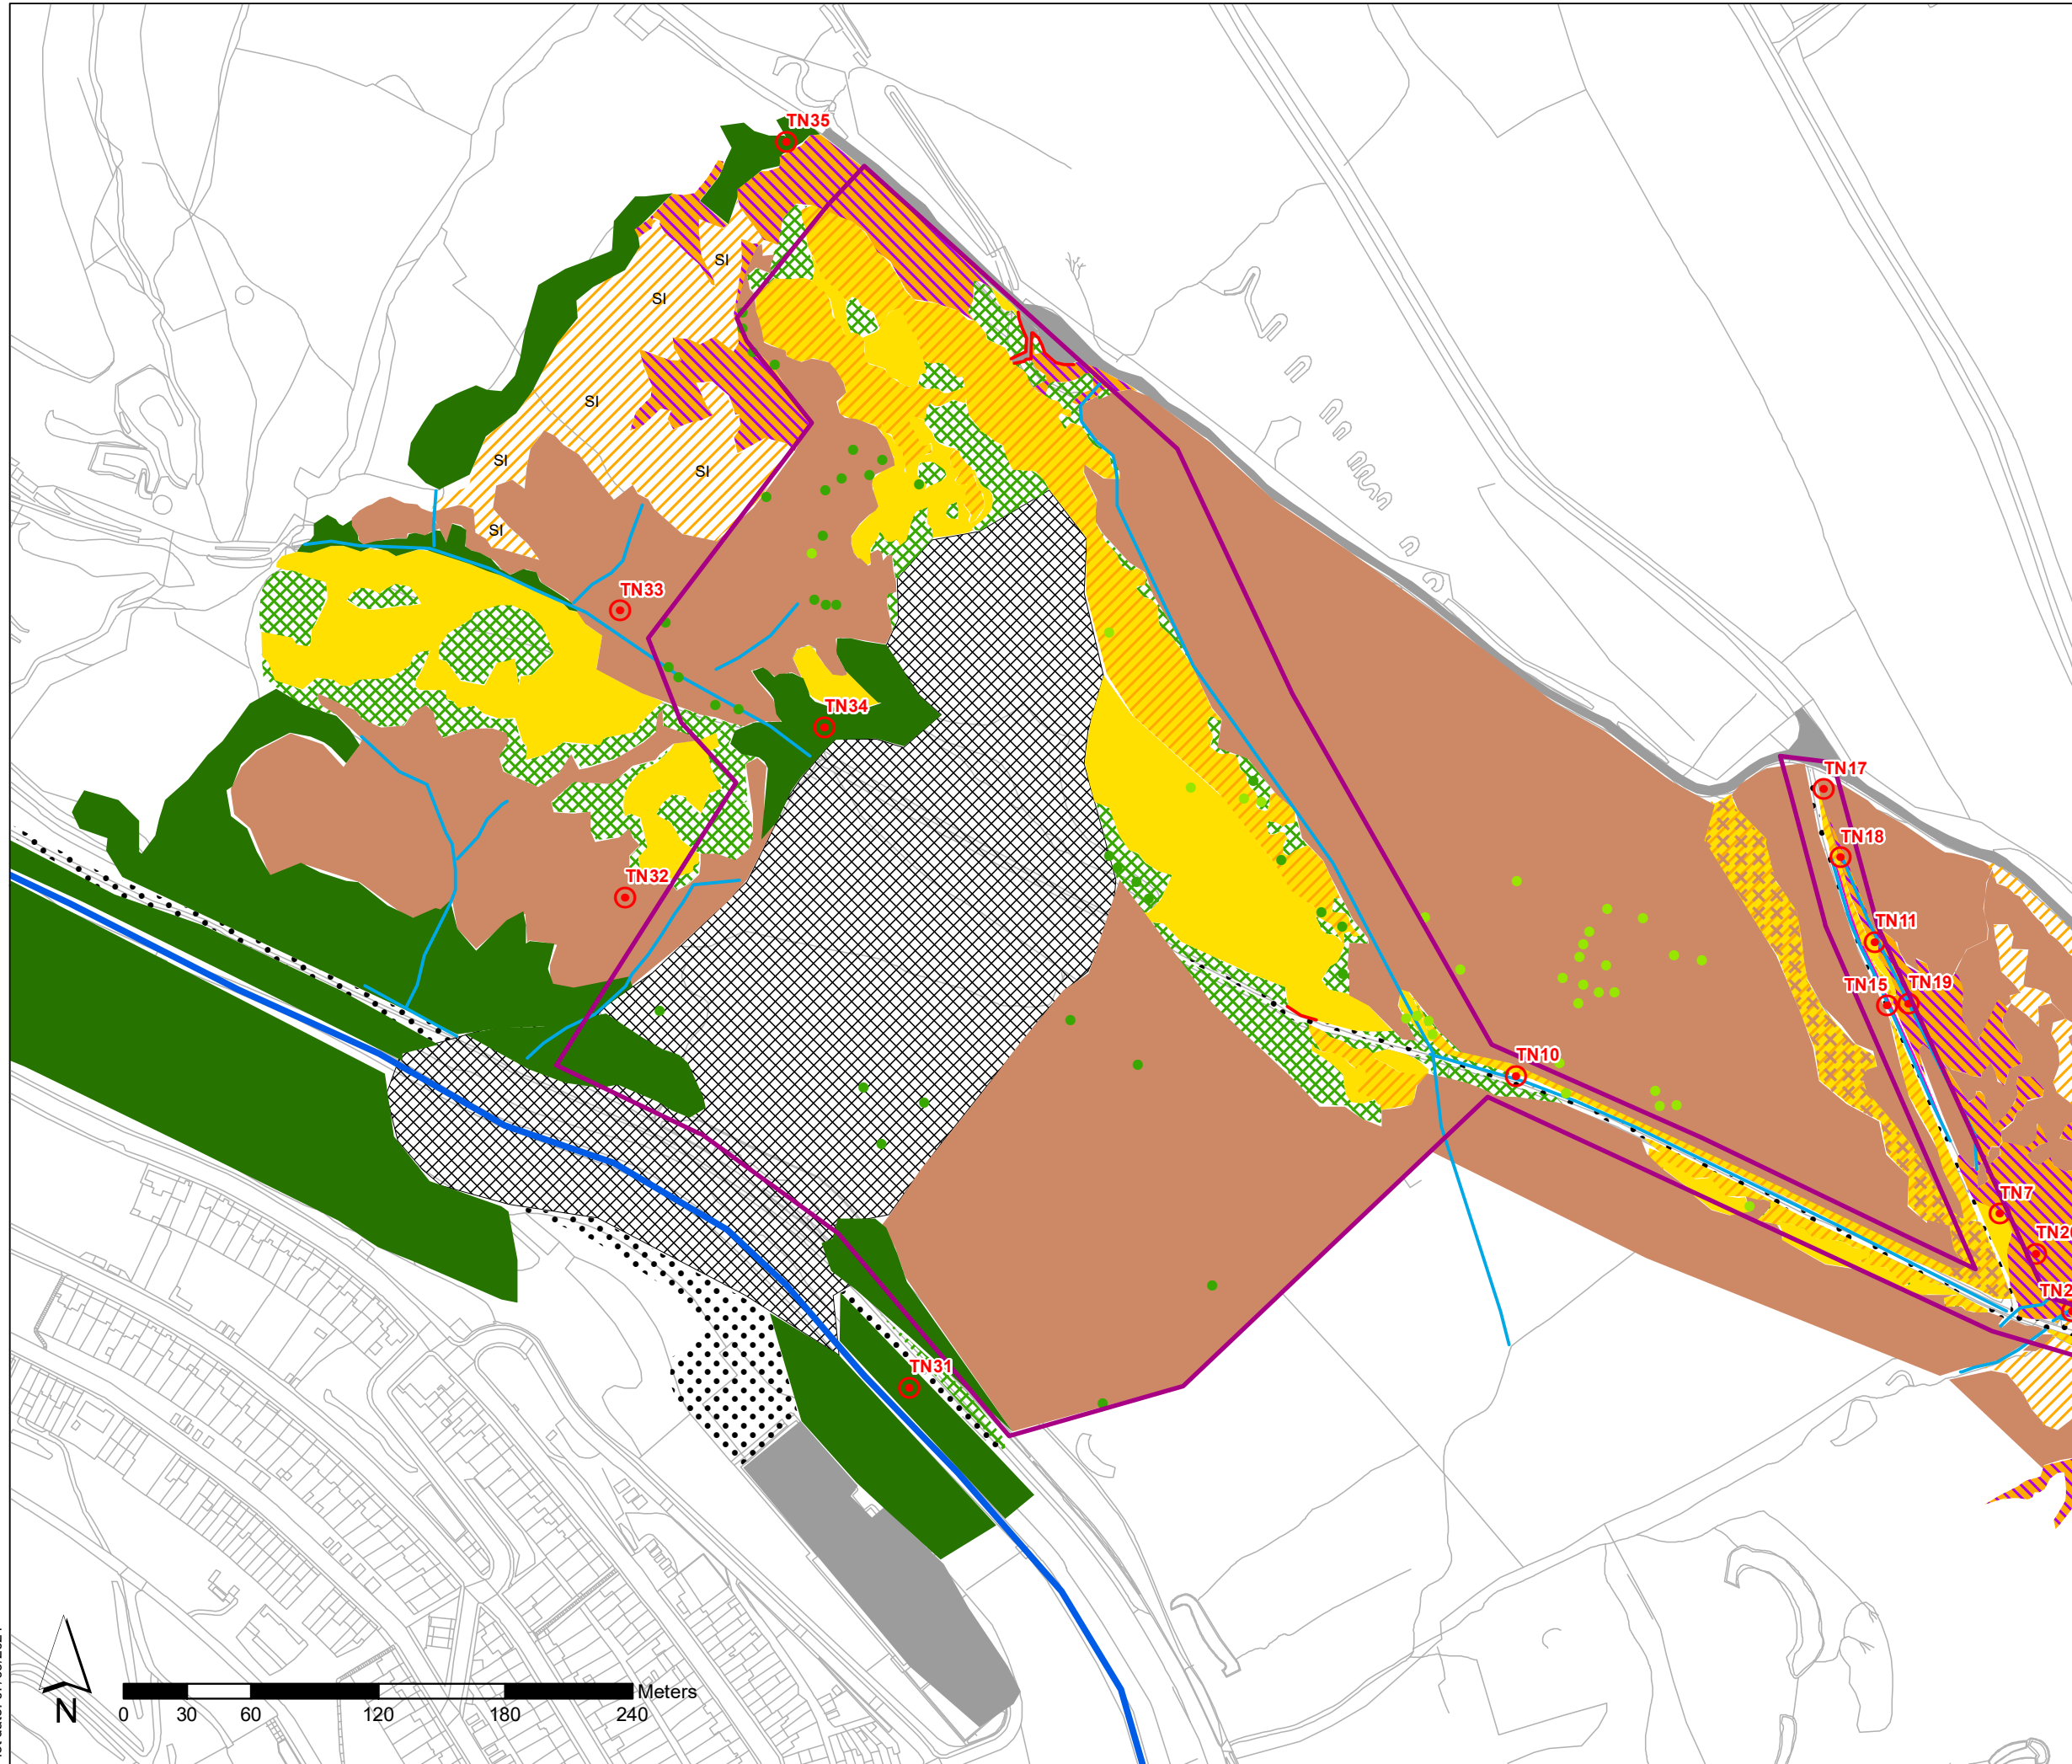 TN35
SI
SI
SI
SI
SI
SI
TN33
TN34
TN17
TN18
TN32
TN11
TN15
TN19
TN10
TN7
TN31
N
0
30
60
120
180
240
Meters